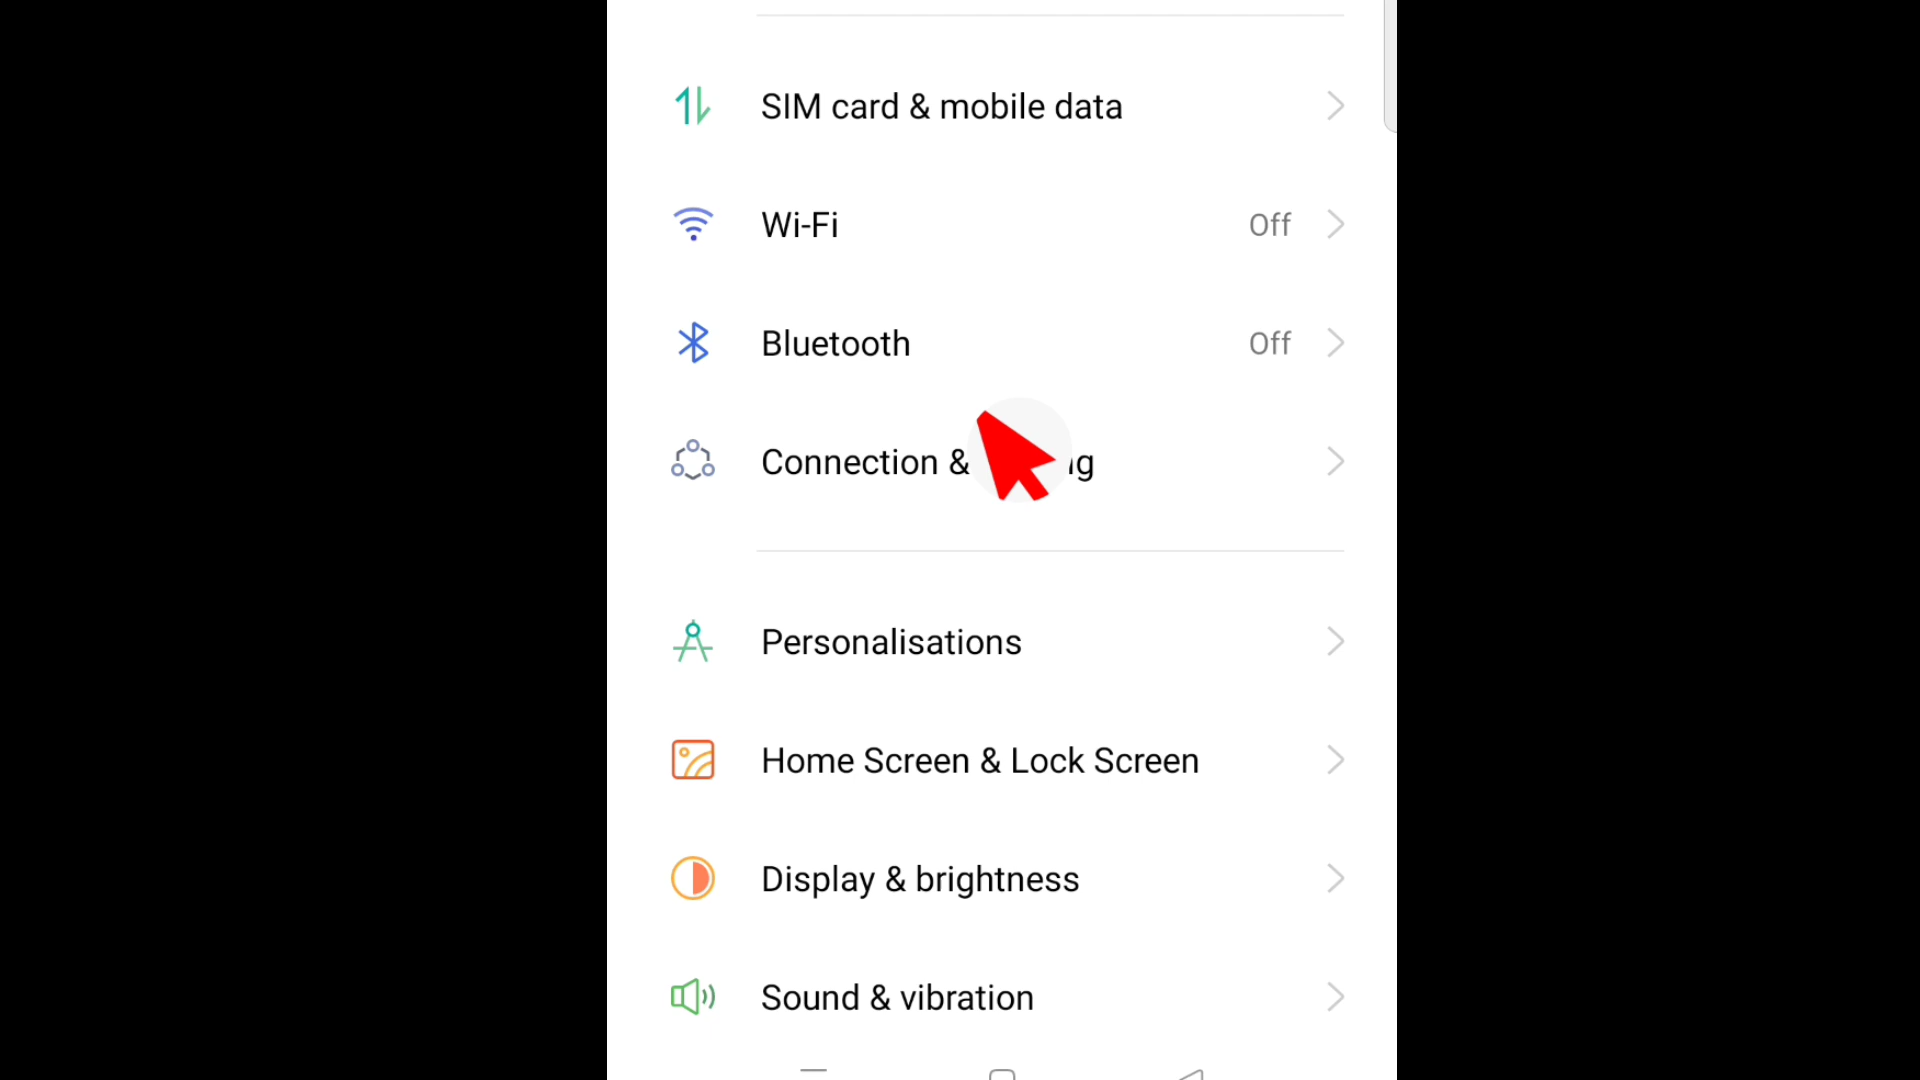 SIM card & mobile data
Wi-Fi Off
Bluetooth Off
Connection &
Personalisations
Home Screen & Lock Screen
Display & brightness
Sound & vibration